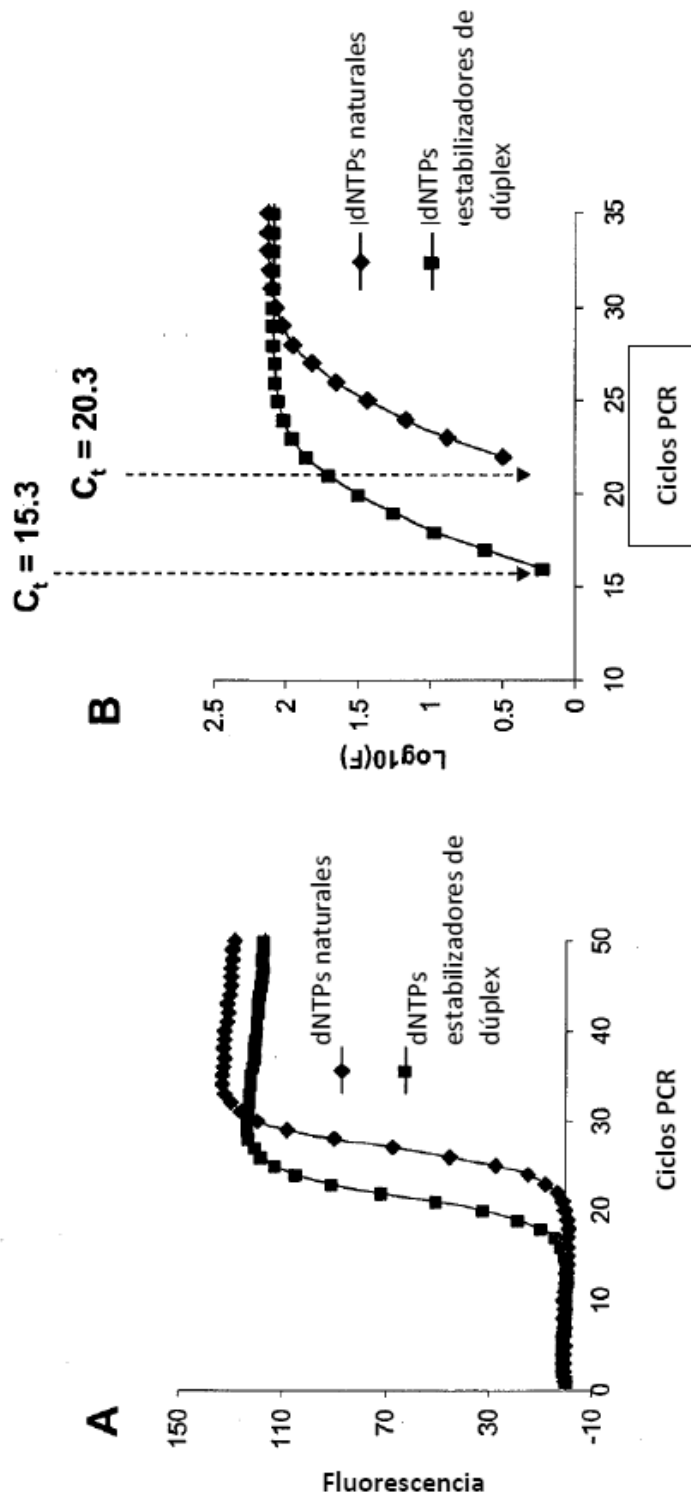 A
150
110
70
30
-10
Fluorescencia
0
10
20
30
40
50
Ciclos PCR
dNTPs naturales
dNTPs
estabilizadores de
dúplex
B
Cₜ = 15.3
Cₜ = 20.3
2.5
2
1.5
1
0.5
0
Log10(F)
10
15
20
25
30
35
Ciclos PCR
dNTPs naturales
dNTPs
estabilizadores de
dúplex